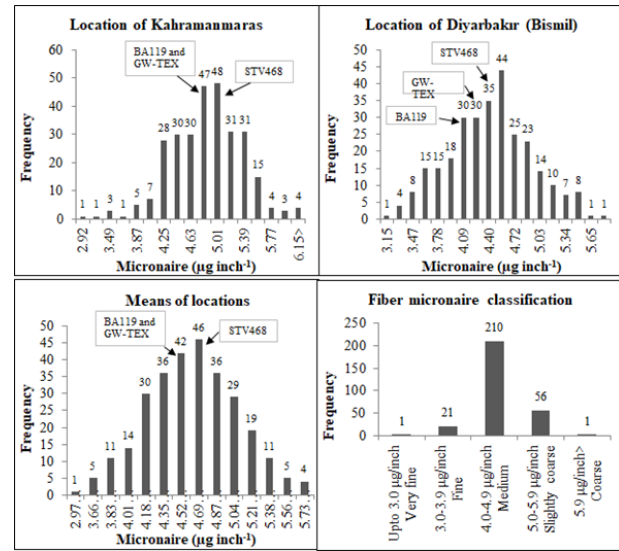 Location of Kahramanmaras
Frequency
60
50
40
30
20
10
0
BA119 and
GW-TEX
STV468
1 1 3 1 5 7 28 30 30 47 48 31 31 15 4 3 4
2.92 3.49 3.87 4.25 4.63 5.01 5.39 5.77 6.15>
Micronaire (µg inch-1)
Location of Diyarbakır (Bismil)
Frequency
50
45
40
35
30
25
20
15
10
5
0
STV468
GW-
TEX
BA119
1 4 8 15 15 18 30 30 35 44 25 23 14 10 7 8 1 1
3.15 3.47 3.78 4.09 4.40 4.72 5.03 5.34 5.65
Micronaire (µg inch-1)
Means of locations
Frequency
50
45
40
35
30
25
20
15
10
5
0
BA119 and
GW-TEX
STV468
1 5 11 14 30 36 42 46 36 29 19 11 5 4
2.97 3.66 3.83 4.01 4.18 4.35 4.52 4.69 4.87 5.04 5.21 5.38 5.56 5.73
Micronaire (µg inch-1)
Fiber micronaire classification
Frequency
250
200
150
100
50
0
1 21 210 56 1
Upto 3.0 µg/inch
Very fine
3.0-3.9 µg/inch
Fine
4.0-4.9 µg/inch
Medium
5.0-5.9 µg/inch
Slightly coarse
5.9 µg/inch>
Coarse